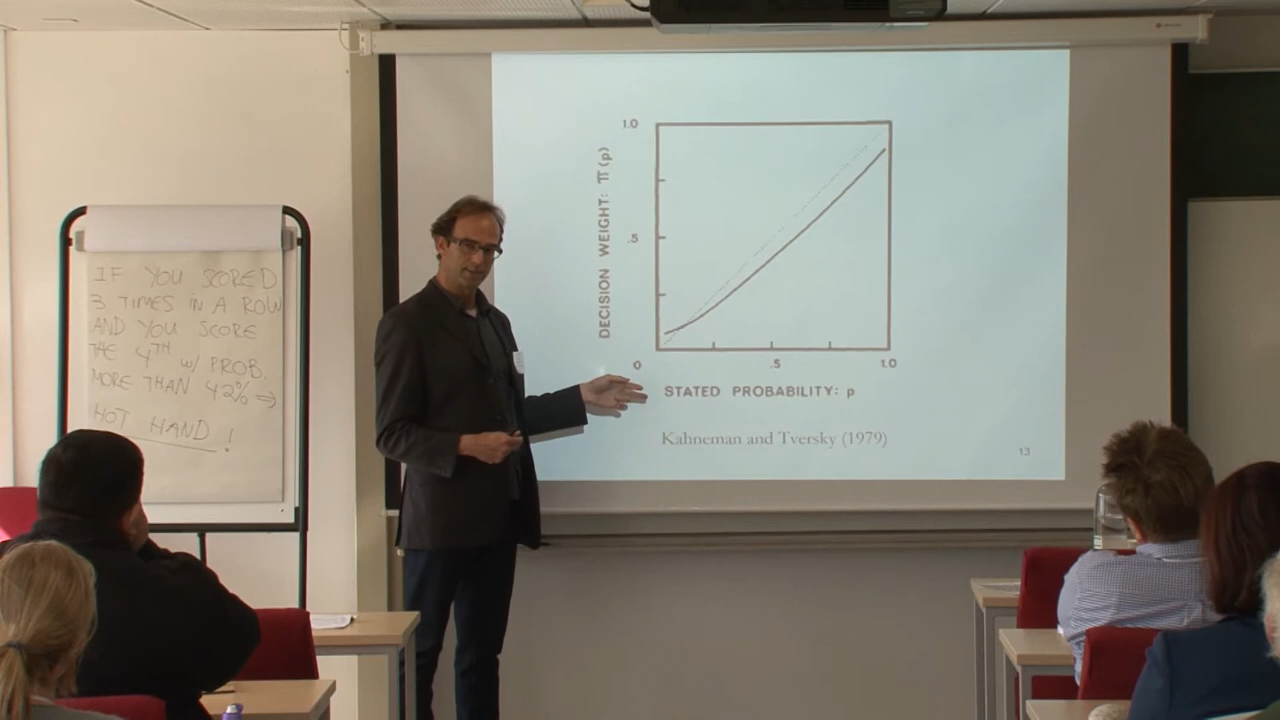 IF YOU SCORED
3 TIMES IN A ROW
AND YOU SCORE
THE 4TH w/ PROB.
MORE THAN 42% ⇒
HOT HAND!
1.0
DECISION WEIGHT: π(p)
.5
0
.5
1.0
STATED PROBABILITY: p
Kahneman and Tversky (1979)
13